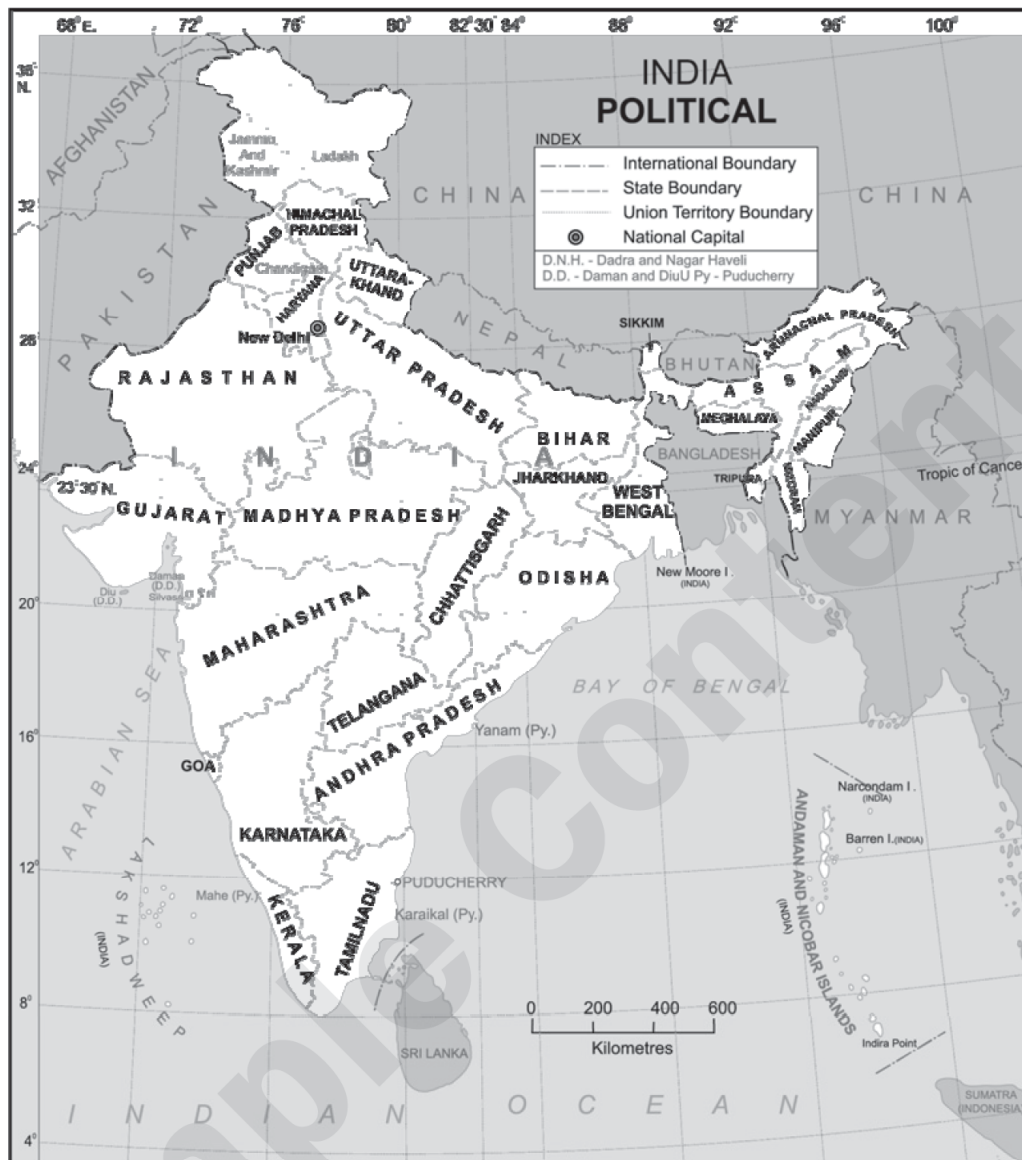 68° E.
72°
76°
80°
82°30'
84°
88°
92°
96°
100°
36°
N.
INDIA
POLITICAL
INDEX
International Boundary
State Boundary
Union Territory Boundary
National Capital
D.N.H. - Dadra and Nagar Haveli
D.D. - Daman and DiuU Py - Puducherry
AFGHANISTAN
Jammu
And
Kashmir
Ladakh
CHINA
CHINA
32°
PAKISTAN
HIMACHAL
PRADESH
PUNJAB
Chandigarh
UTTARA-
KHAND
HARYANA
New Delhi
28°
NEPAL
SIKKIM
BHUTAN
ARUNACHAL PRADESH
RAJASTHAN
UTTAR PRADESH
ASSAM
NAGALAND
MEGHALAYA
MANIPUR
BIHAR
INDIA
BANGLADESH
24°
23°30' N.
JHARKHAND
TRIPURA
MIZORAM
Tropic of Cance
GUJARAT
MADHYA PRADESH
WEST
BENGAL
MYANMAR
CHHATTISGARH
ODISHA
New Moore I.
(INDIA)
Daman
(D.D.)
Silvassa
Diu
(D.D.)
20°
MAHARASHTRA
ARABIAN SEA
TELANGANA
BAY OF BENGAL
ANDHRA PRADESH
Yanam (Py.)
16°
GOA
Narcondam I.
(INDIA)
KARNATAKA
Barren I.(INDIA)
ANDAMAN AND NICOBAR ISLANDS
(INDIA)
12°
LAKSHADWEEP
(INDIA)
Mahe (Py.)
PUDUCHERRY
Karaikal (Py.)
KERALA
TAMILNADU
8°
0 200 400 600
Kilometres
Indira Point
SRI LANKA
INDIAN OCEAN
SUMATRA
(INDONESIA)
4°
mple Content